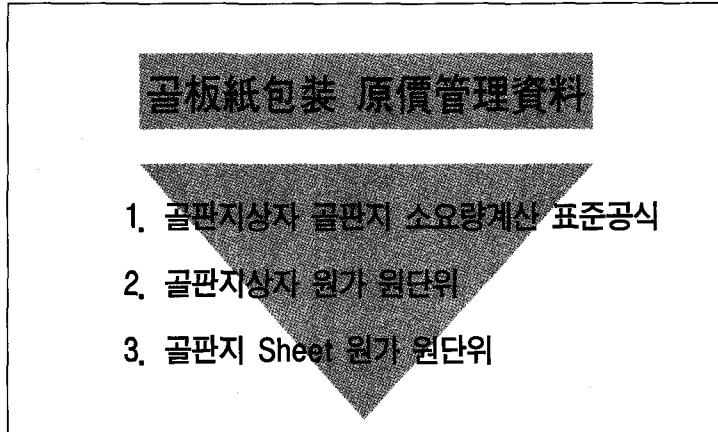 골板紙包裝 原價管理資料
1. 골판지상자 골판지 소요량계산 표준공식
2. 골판지상자 원가 원단위
3. 골판지 Sheet 원가 원단위